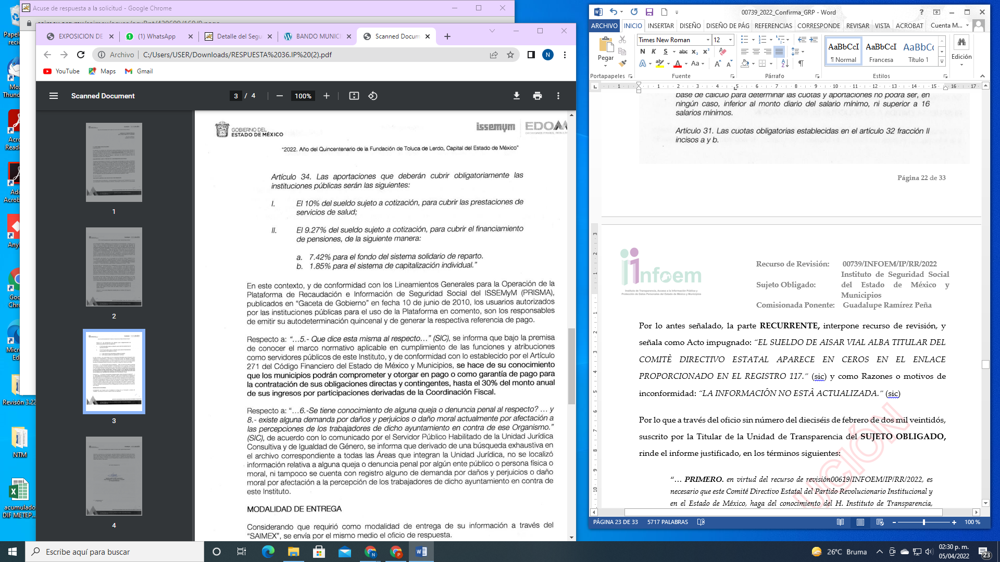 Acuse de respuesta a la solicitud - Google Chrome
EXPOSICION DE
(1) WhatsApp
Detalle del Segu
BANDO MUNICI
Scanned Docum
Archivo
C:/Users/USER/Downloads/RESPUESTA%2036.IP%20(2).pdf
N
YouTube
Maps
Gmail
Scanned Document
3 / 4
100%
1
2
3
4
GOBIERNO DEL
ESTADO DE MÉXICO
issemym
“2022. Año del Quincentenario de la Fundación de Toluca de Lerdo, Capital del Estado de México”
Artículo 34. Las aportaciones que deberán cubrir obligatoriamente las
instituciones públicas serán las siguientes:
I. El 10% del sueldo sujeto a cotización, para cubrir las prestaciones de
servicios de salud;
II. El 9.27% del sueldo sujeto a cotización, para cubrir el financiamiento
de pensiones, de la siguiente manera:
a. 7.42% para el fondo del sistema solidario de reparto.
b. 1.85% para el sistema de capitalización individual.”
En este contexto, y de conformidad con los Lineamientos Generales para la Operación de la
Plataforma de Recaudación e Información de Seguridad Social del ISSEMyM (PRISMA),
publicados en “Gaceta de Gobierno” en fecha 10 de junio de 2010, los usuarios autorizados
por las instituciones públicas para el uso de la Plataforma en comento, son los responsables
de emitir su autodeterminación quincenal y de generar la respectiva referencia de pago.
Respecto a: “…5.- Que dice esta misma al respecto…” (SIC), se informa que bajo la premisa
de conocer el marco normativo aplicable en cumplimiento de las funciones y atribuciones
como servidores públicos de este Instituto, y de conformidad con lo establecido por el Artículo
271 del Código Financiero del Estado de México y Municipios, se hace de su conocimiento
que los municipios podrán comprometer y otorgar en pago o como garantía de pago para
la contratación de sus obligaciones directas y contingentes, hasta el 30% del monto anual
de sus ingresos por participaciones derivadas de la Coordinación Fiscal.
Respecto a: “…6.-Se tiene conocimiento de alguna queja o denuncia penal al respecto? … y
8.- existe alguna demanda por daños y perjuicios o daño moral actualmente por afectación a
las percepciones de los trabajadores de dicho ayuntamiento en contra de ese Organismo.”
(SIC), de acuerdo con lo comunicado por el Servidor Público Habilitado de la Unidad Jurídica
Consultiva y de Igualdad de Género, se informa que derivado de una búsqueda exhaustiva en
el archivo correspondiente a todas las Áreas que integran la Unidad Jurídica, no se localizó
información relativa a alguna queja o denuncia penal por algún ente público o persona física o
moral, ni tampoco se cuenta con registro alguno de demanda por daños y perjuicios o daño
moral por afectación a la percepción de los trabajadores de dicho ayuntamiento en contra de
este Instituto.
MODALIDAD DE ENTREGA
Considerando que requirió como modalidad de entrega de su información a través del
“SAIMEX”, se envía por el mismo medio el oficio de respuesta.
00739_2022_Confirma_GRP - Word
ARCHIVO INICIO INSERTAR DISEÑO DISEÑO DE PÁG REFERENCIAS CORRESPONDE REVISAR VISTA ACROBAT Cuenta M...
Pegar
Times New Roman 12
N K S abc x₂ x²
AaBbCcI AaBbCcI AaBbCc
¶ Normal Francesa Título 1
Edición
Portapapeles Fuente Párrafo Estilos
base de cálculo para determinar las cuotas y aportaciones no podrá ser, en
ningún caso, inferior al monto diario del salario mínimo, ni superior a 16
salarios mínimos.
Artículo 31. Las cuotas obligatorias establecidas en el artículo 32 fracción II
incisos a y b.
Página 22 de 33
infoem
Instituto de Transparencia, Acceso a la Información Pública y
Protección de Datos Personales del Estado de México y Municipios
Recurso de Revisión: 00739/INFOEM/IP/RR/2022
Sujeto Obligado: Instituto de Seguridad Social
del Estado de México y
Municipios
Comisionada Ponente: Guadalupe Ramírez Peña
Por lo antes señalado, la parte RECURRENTE, interpone recurso de revisión, y
señala como Acto impugnado: “EL SUELDO DE AISAR VIAL ALBA TITULAR DEL
COMITÈ DIRECTIVO ESTATAL APARECE EN CEROS EN EL ENLACE
PROPORCIONADO EN EL REGISTRO 117.” (sic) y como Razones o motivos de
inconformidad: “LA INFORMACIÓN NO ESTÀ ACTUALIZADA.” (sic)
Por lo que a través del oficio sin número del dieciséis de febrero de dos mil veintidós,
suscrito por la Titular de la Unidad de Transparencia del SUJETO OBLIGADO,
rinde el informe justificado, en los términos siguientes:
“… PRIMERO. en virtud del recurso de revisión00619/INFOEM/IP/RR/2022, es
necesario que este Comité Directivo Estatal del Partido Revolucionario Institucional y
en el Estado de México, haga del conocimiento del H. Instituto de Transparencia,
PÁGINA 23 DE 33 5717 PALABRAS 100 %
Revisón 3.22
NTM
acumulado
DIF METEP...
Escribe aquí para buscar
26°C Bruma
02:30 p. m.
05/04/2022
23